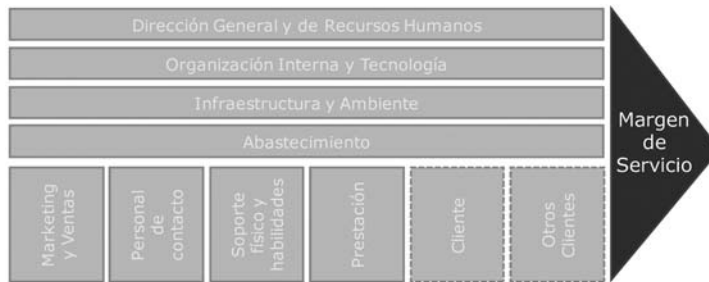 Dirección General y de Recursos Humanos
Organización Interna y Tecnología
Infraestructura y Ambiente
Abastecimiento
Marketing
y Ventas
Personal
de
contacto
Soporte
físico y
habilidades
Prestación
Cliente
Otros
Clientes
Margen
de
Servicio